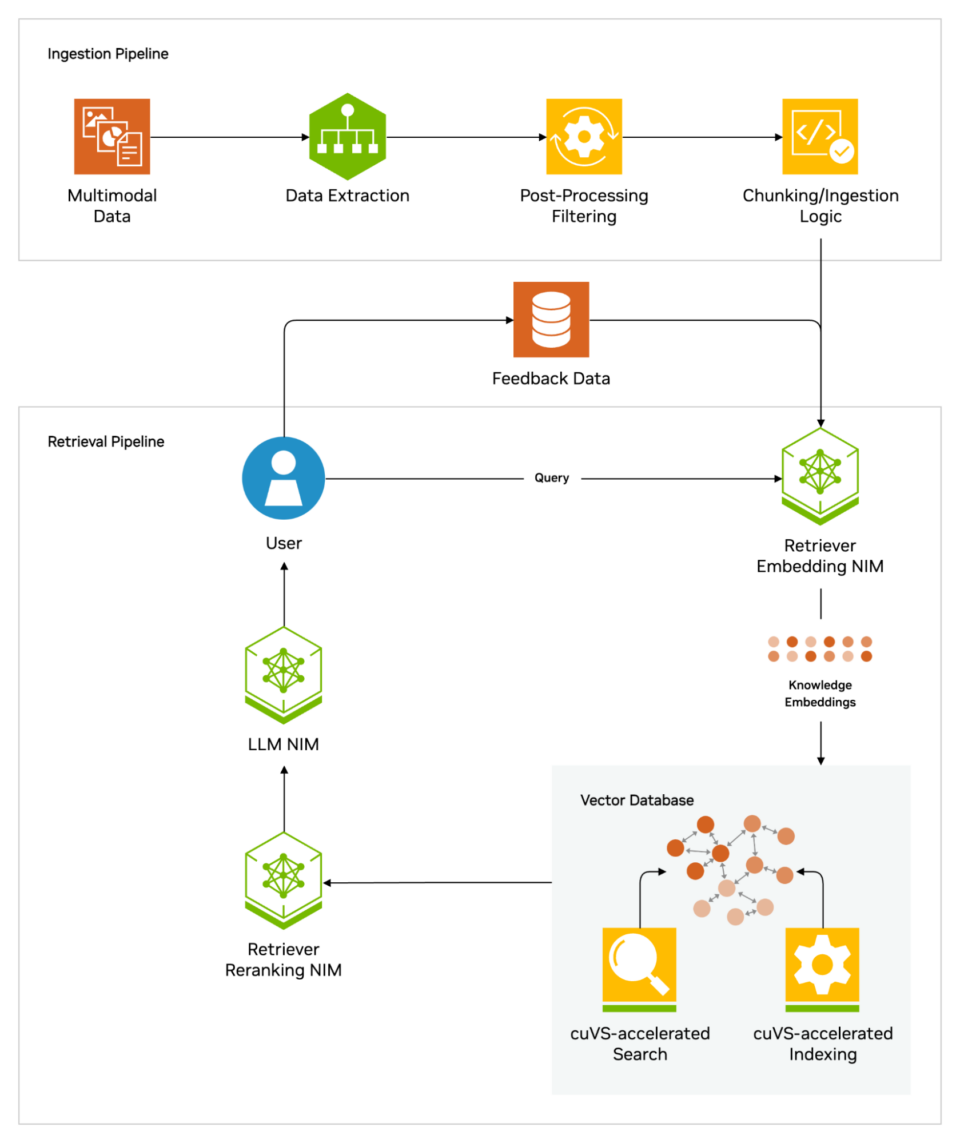 Ingestion Pipeline
Multimodal
Data
Data Extraction
Post-Processing
Filtering
Chunking/Ingestion
Logic
Feedback Data
Retrieval Pipeline
User
Query
Retriever
Embedding NIM
Knowledge
Embeddings
LLM NIM
Vector Database
Retriever
Reranking NIM
cuVS-accelerated
Search
cuVS-accelerated
Indexing